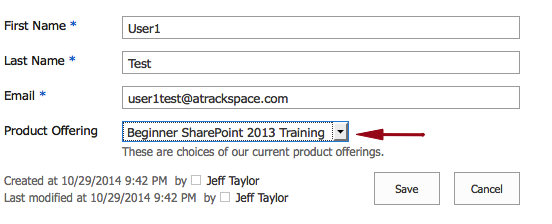 First Name * User1
Last Name * Test
Email * user1test@atrackspace.com
Product Offering Beginner SharePoint 2013 Training
These are choices of our current product offerings.
Created at 10/29/2014 9:42 PM by Jeff Taylor
Last modified at 10/29/2014 9:42 PM by Jeff Taylor
Save Cancel